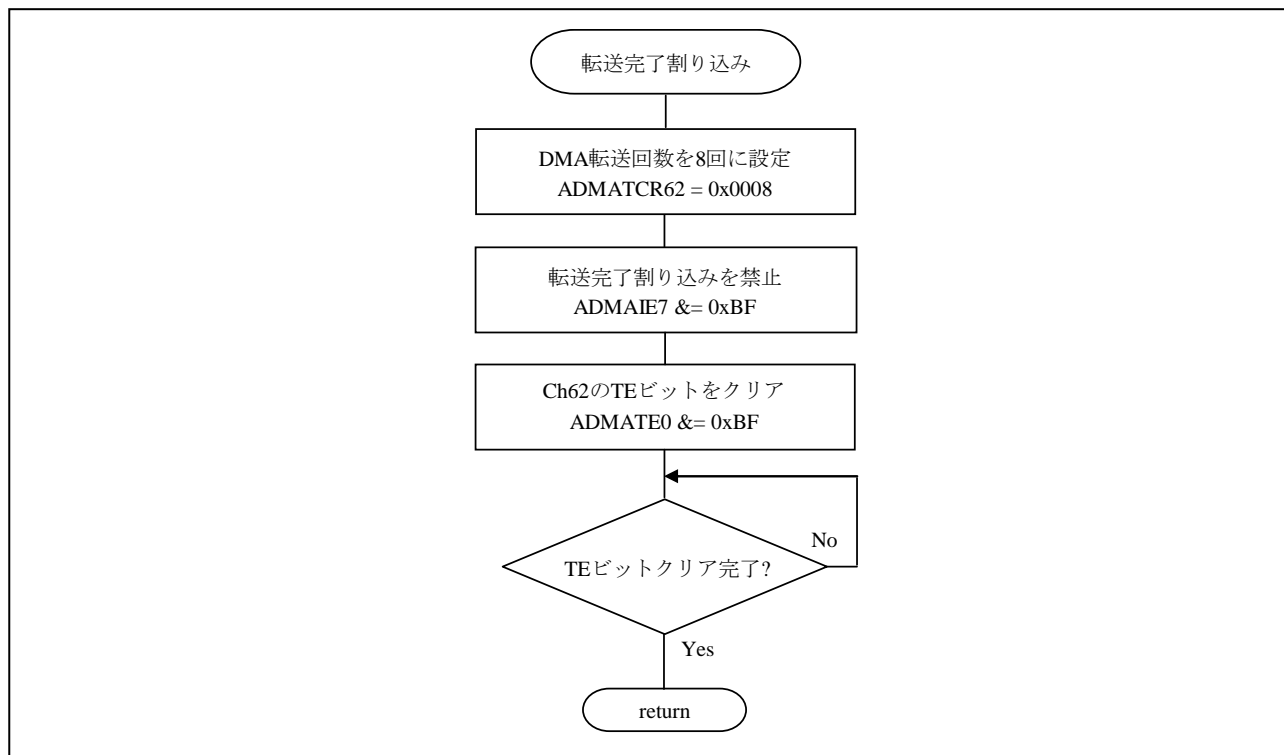 転送完了割り込み
DMA転送回数を8回に設定
ADMATCR62 = 0x0008
転送完了割り込みを禁止
ADMAIE7 &= 0xBF
Ch62のTEビットをクリア
ADMATE0 &= 0xBF
No
TEビットクリア完了?
Yes
return